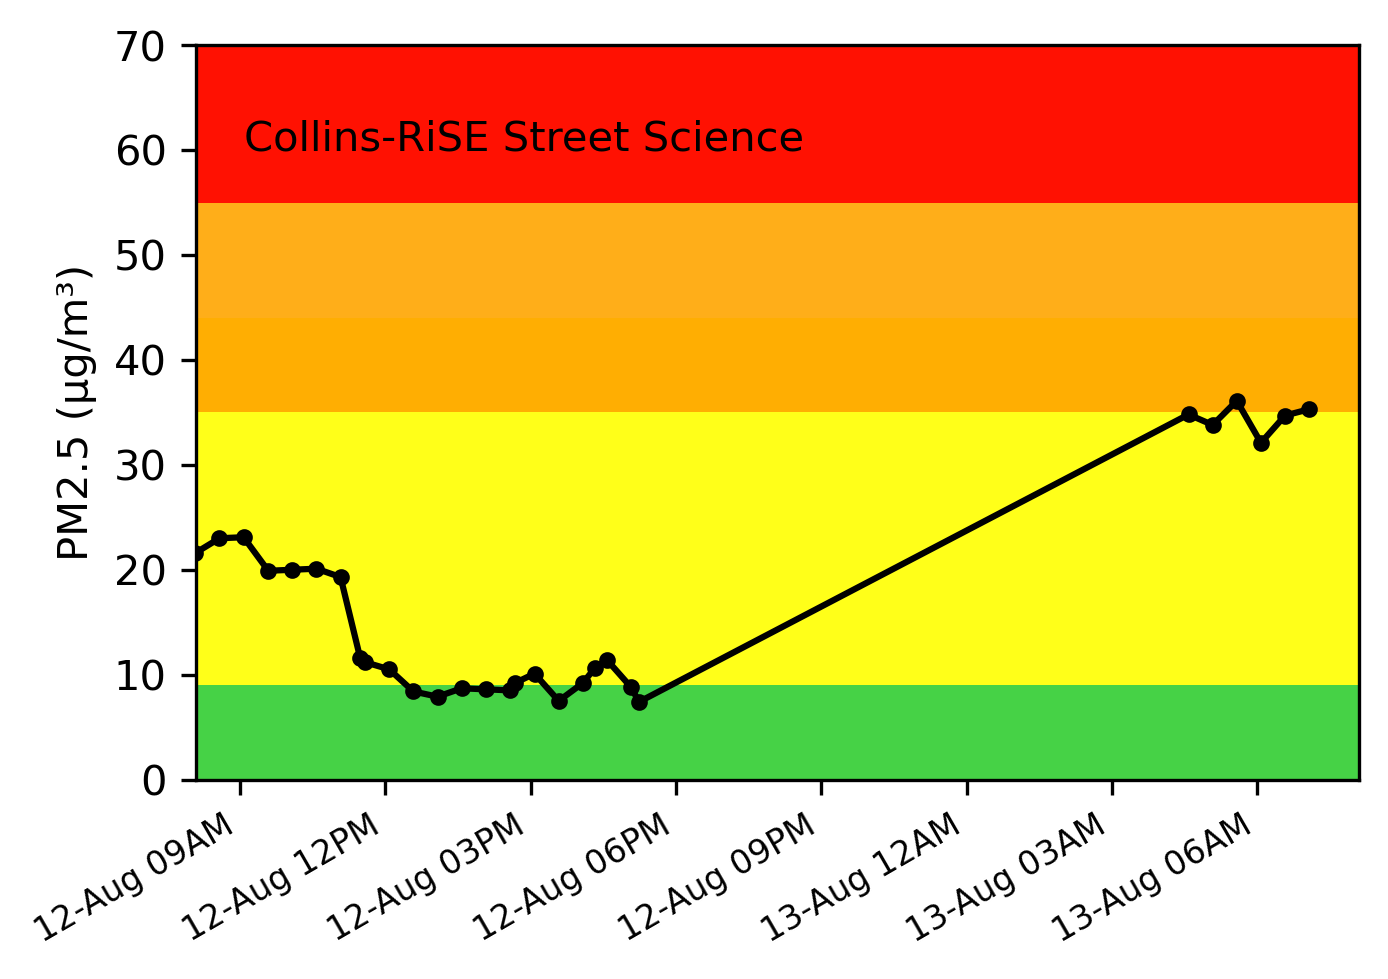 70
Collins-RiSE Street Science
60
50
40
30
20
10
0
PM2.5 (µg/m³)
12-Aug 09AM
12-Aug 12PM
12-Aug 03PM
12-Aug 06PM
12-Aug 09PM
13-Aug 12AM
13-Aug 03AM
13-Aug 06AM